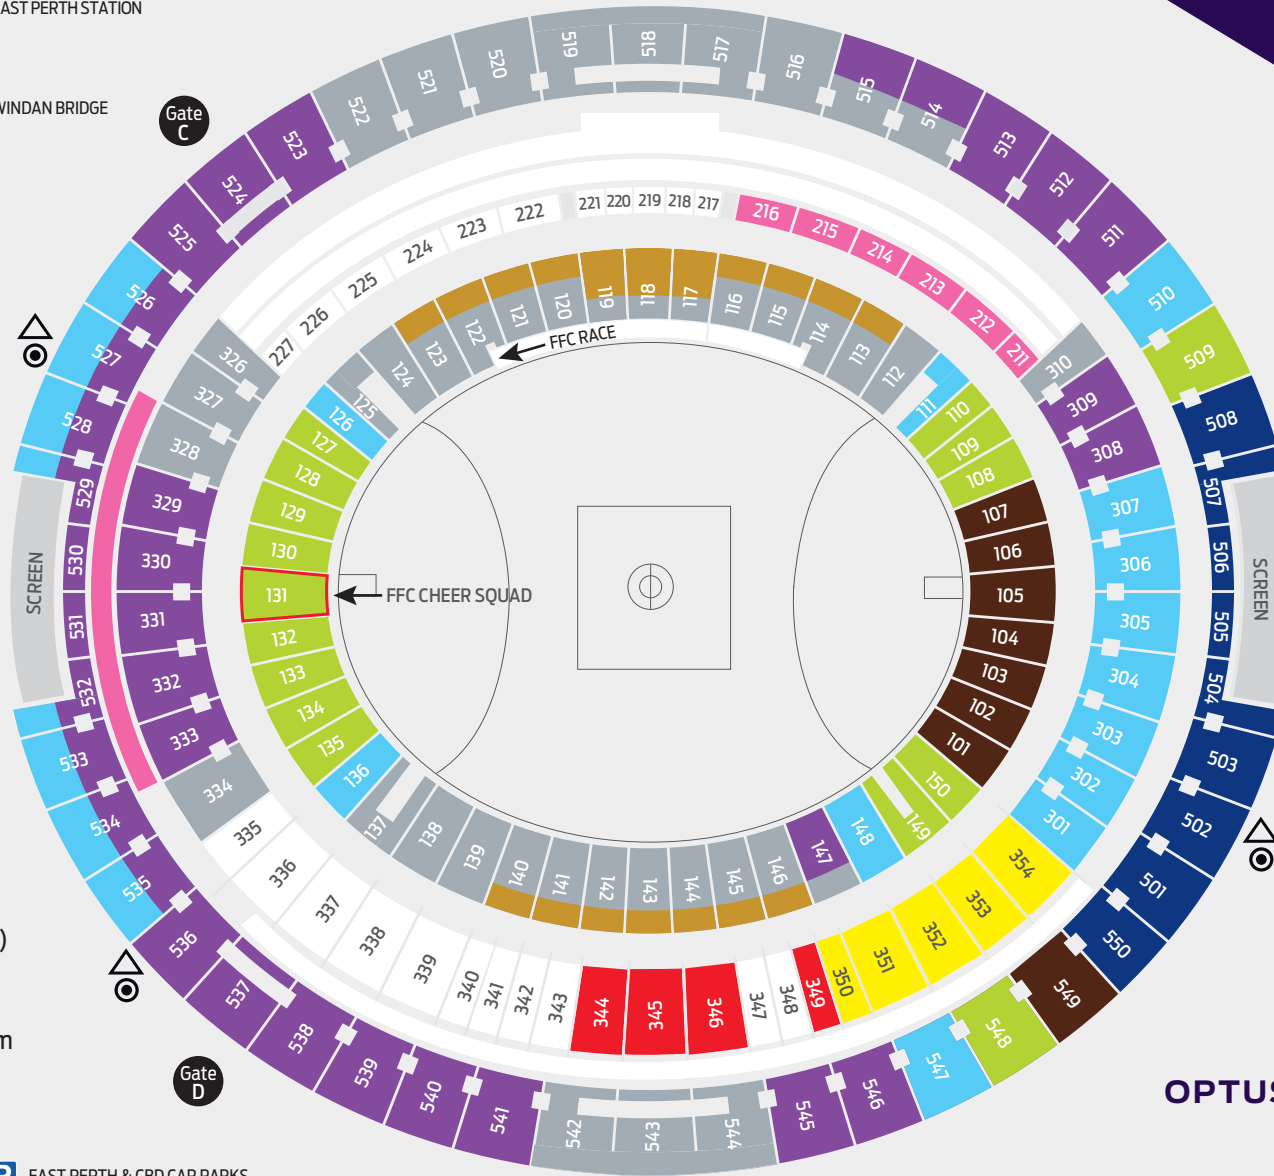 AST PERTH STATION
WINDAN BRIDGE
Gate
C
522 521 520 519 518 517 516 515 514 513 512 511 510 509 508
523 524 525 526 527 528 529 530 531 532 533 534 535 536 537 538 539 540 541 542 543 544 545 546 547 548 549 550
507 506 505 504 503 502 501
227 226 225 224 223 222 221 220 219 218 217 216 215 214 213 212 211
326 327 328 329 330 331 332 333 334 335 336 337 338 339 340 341 342 343 344 345 346 347 348 349 350 351 352 353 354
310 309 308 307 306 305 304 303 302 301
125 124 123 122 121 120 119 118 117 116 115 114 113 112 111 110 109 108 107 106 105 104 103 102 101
126 127 128 129 130 131 132 133 134 135 136 137 138 139 140 141 142 143 144 145 146 147 148 149 150
FFC RACE
FFC CHEER SQUAD
SCREEN
SCREEN
)
m
Gate
D
OPTUS
EAST PERTH & CBD CAR PARKS